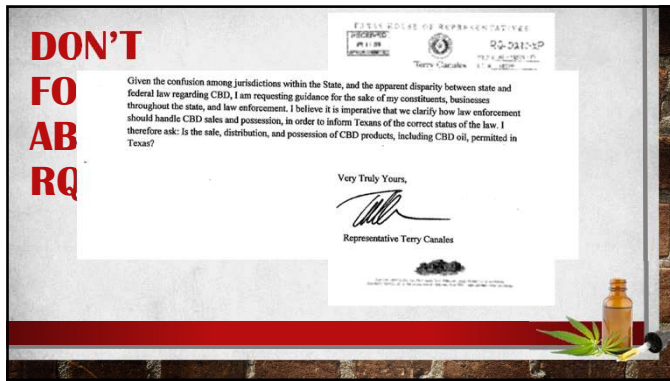 DON'T
FO
AB
RQ
TEXAS HOUSE OF REPRESENTATIVES
RECEIVED
Terry Canales
Given the confusion among jurisdictions within the State, and the apparent disparity between state and
federal law regarding CBD, I am requesting guidance for the sake of my constituents, businesses
throughout the state, and law enforcement. I believe it is imperative that we clarify how law enforcement
should handle CBD sales and possession, in order to inform Texans of the correct status of the law. I
therefore ask: Is the sale, distribution, and possession of CBD products, including CBD oil, permitted in
Texas?
Very Truly Yours,
Representative Terry Canales